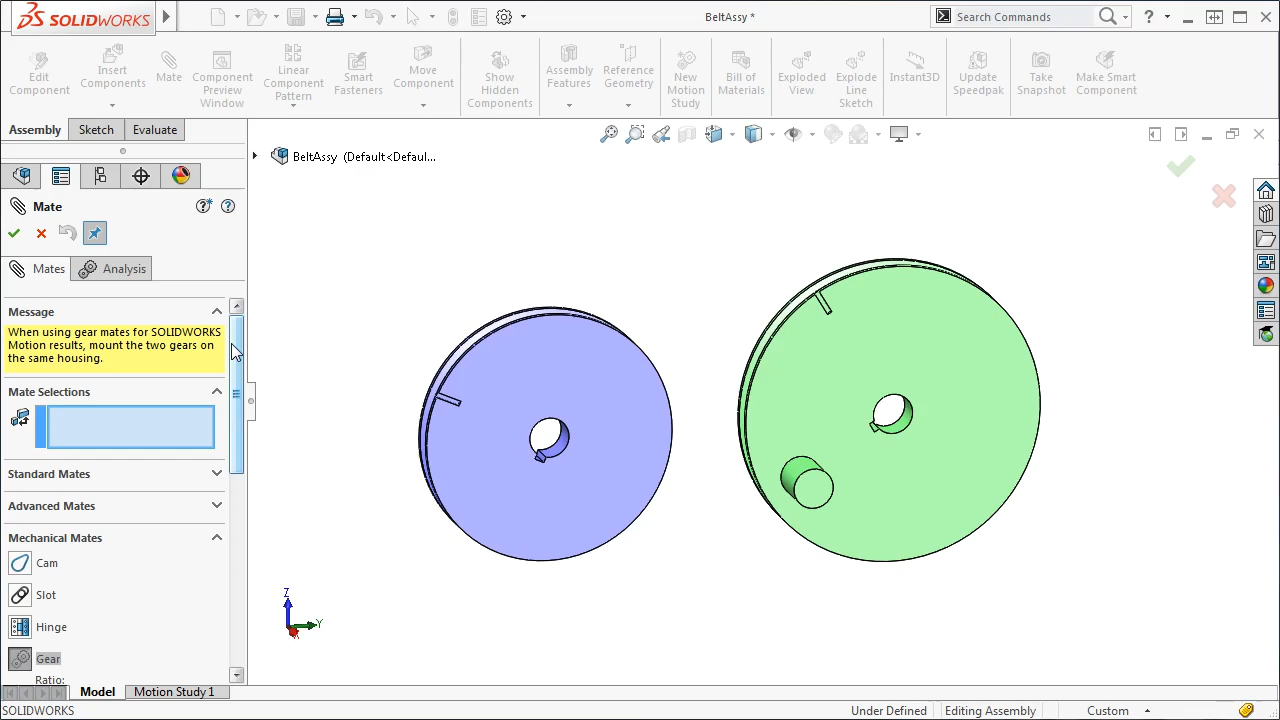 SOLIDWORKS
BeltAssy *
Search Commands
?
Edit Component
Insert Components
Mate
Component Preview Window
Linear Component Pattern
Smart Fasteners
Move Component
Show Hidden Components
Assembly Features
Reference Geometry
New Motion Study
Bill of Materials
Exploded View
Explode Line Sketch
Instant3D
Update Speedpak
Take Snapshot
Make Smart Component
Assembly
Sketch
Evaluate
BeltAssy (Default<Defaul...
Mate
Mates
Analysis
Message
When using gear mates for SOLIDWORKS
Motion results, mount the two gears on
the same housing.
Mate Selections
Standard Mates
Advanced Mates
Mechanical Mates
Cam
Slot
Hinge
Gear
Ratio:
Z
Y
X
Model
Motion Study 1
SOLIDWORKS
Under Defined
Editing Assembly
Custom